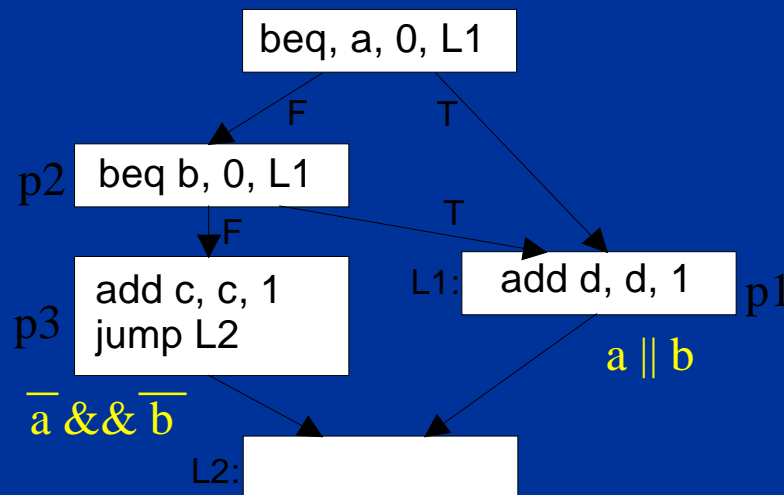 beq, a, 0, L1
F
T
p2
beq b, 0, L1
F
T
p3
add c, c, 1
jump L2
L1:
add d, d, 1
p1
a̅ && b̅
a || b
L2: